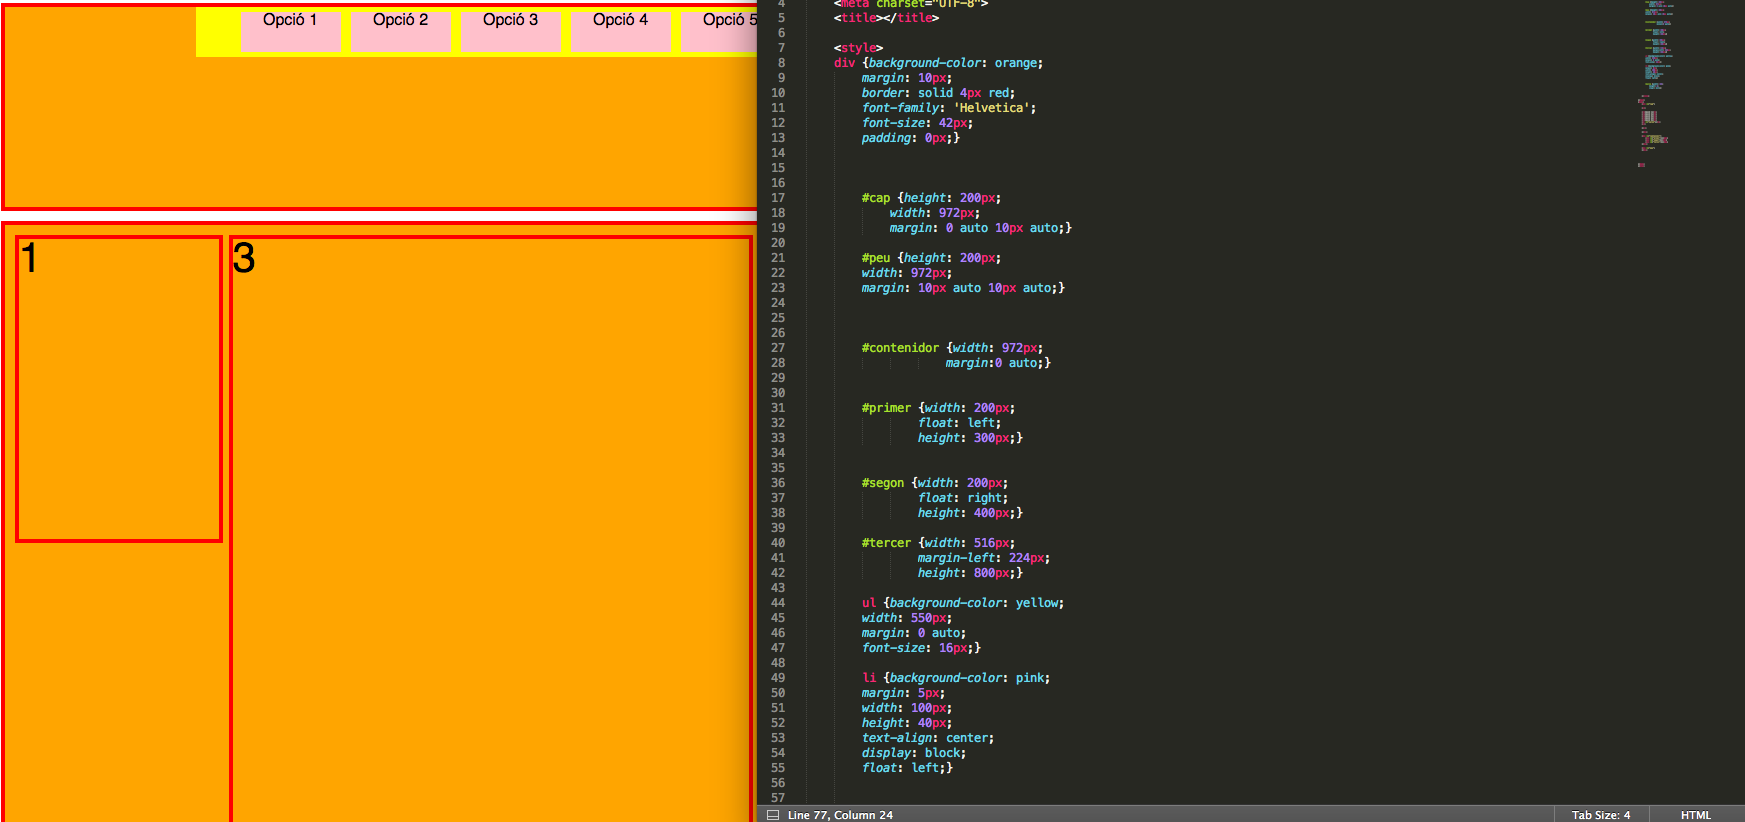 Opció 1 Opció 2 Opció 3 Opció 4 Opció 5
1 3
4 <meta charset="UTF-8">
5 <title></title>
6
7 <style>
8 div {background-color: orange;
9 margin: 10px;
10 border: solid 4px red;
11 font-family: 'Helvetica';
12 font-size: 42px;
13 padding: 0px;}
14
15
16
17 #cap {height: 200px;
18 width: 972px;
19 margin: 0 auto 10px auto;}
20
21 #peu {height: 200px;
22 width: 972px;
23 margin: 10px auto 10px auto;}
24
25
26
27 #contenidor {width: 972px;
28 margin:0 auto;}
29
30
31 #primer {width: 200px;
32 float: left;
33 height: 300px;}
34
35
36 #segon {width: 200px;
37 float: right;
38 height: 400px;}
39
40 #tercer {width: 516px;
41 margin-left: 224px;
42 height: 800px;}
43
44 ul {background-color: yellow;
45 width: 550px;
46 margin: 0 auto;
47 font-size: 16px;}
48
49 li {background-color: pink;
50 margin: 5px;
51 width: 100px;
52 height: 40px;
53 text-align: center;
54 display: block;
55 float: left;}
56
57
Line 77, Column 24 Tab Size: 4 HTML